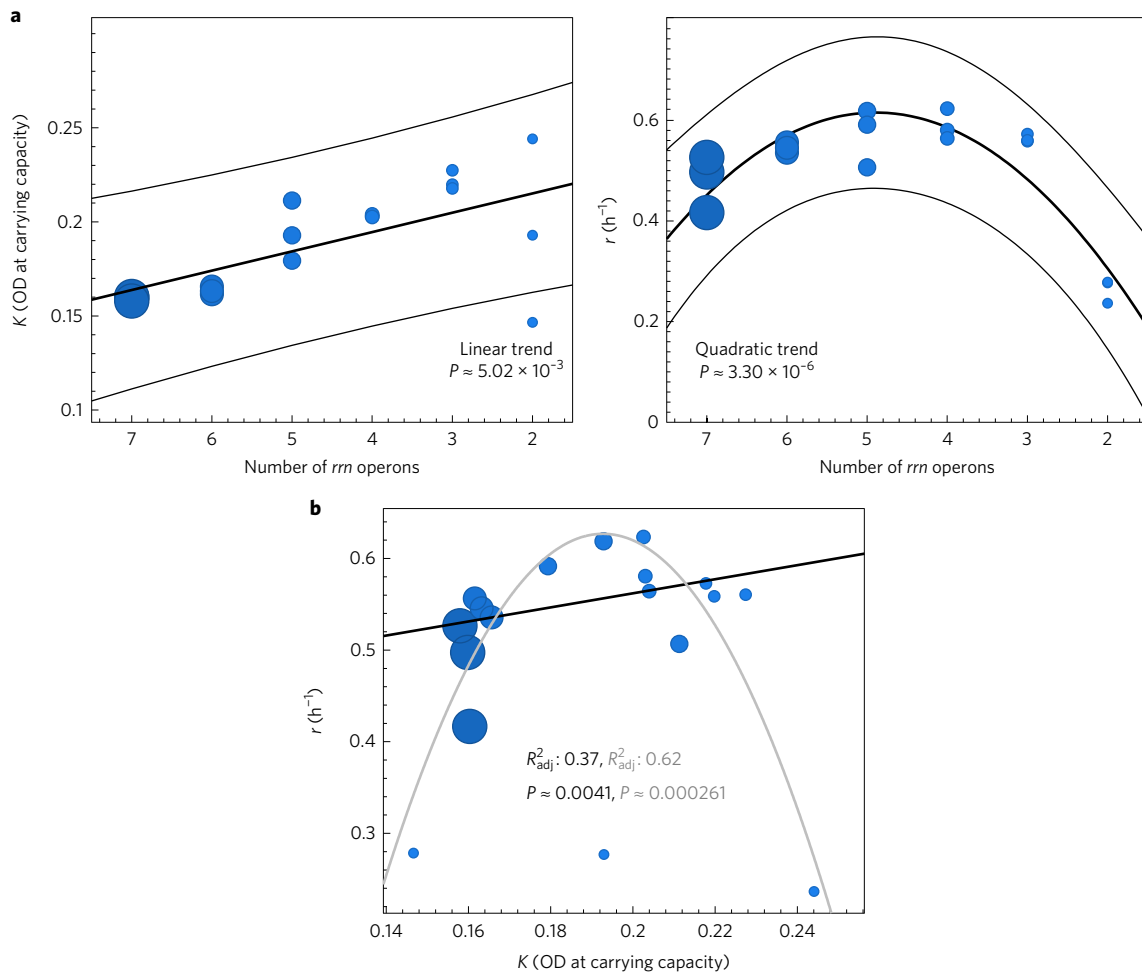 a
K (OD at carrying capacity)
0.25
0.2
0.15
0.1
Linear trend
P ≈ 5.02 × 10⁻³
7 6 5 4 3 2
Number of rrn operons
r (h⁻¹)
0.6
0.4
0.2
0
Quadratic trend
P ≈ 3.30 × 10⁻⁶
7 6 5 4 3 2
Number of rrn operons
b
r (h⁻¹)
0.6
0.5
0.4
0.3
R²adj: 0.37, R²adj: 0.62
P ≈ 0.0041, P ≈ 0.000261
0.14 0.16 0.18 0.2 0.22 0.24
K (OD at carrying capacity)